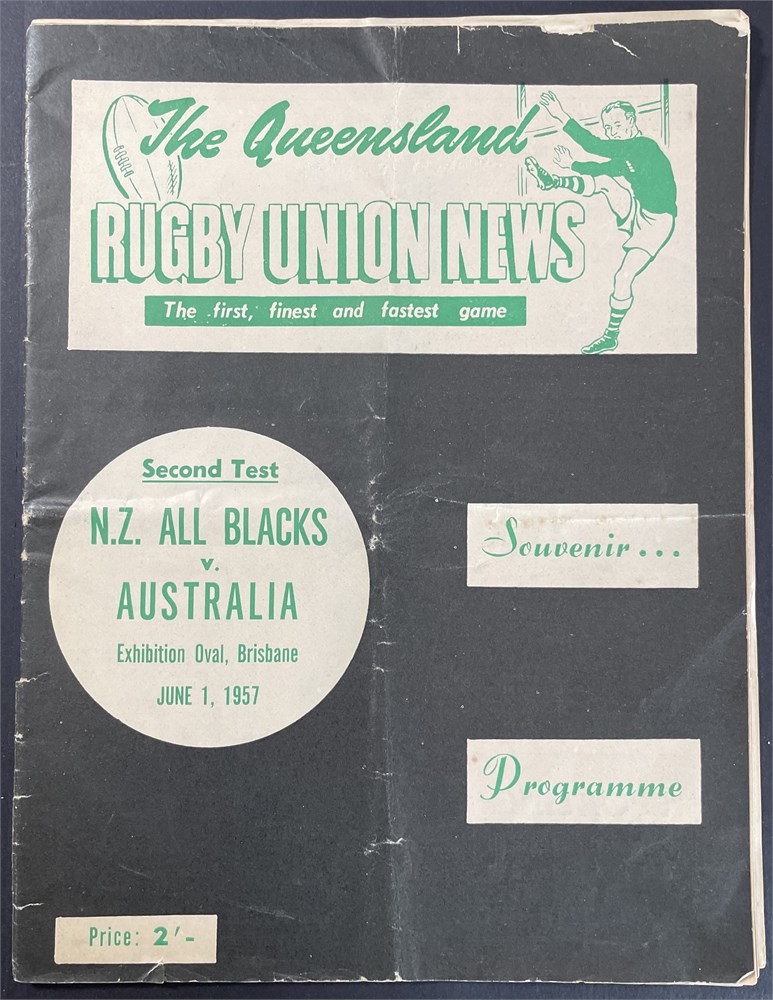 The Queensland
RUGBY UNION NEWS
The first, finest and fastest game
Second Test
N.Z. ALL BLACKS
v.
AUSTRALIA
Exhibition Oval, Brisbane
JUNE 1, 1957
Souvenir...
Programme
Price: 2'-